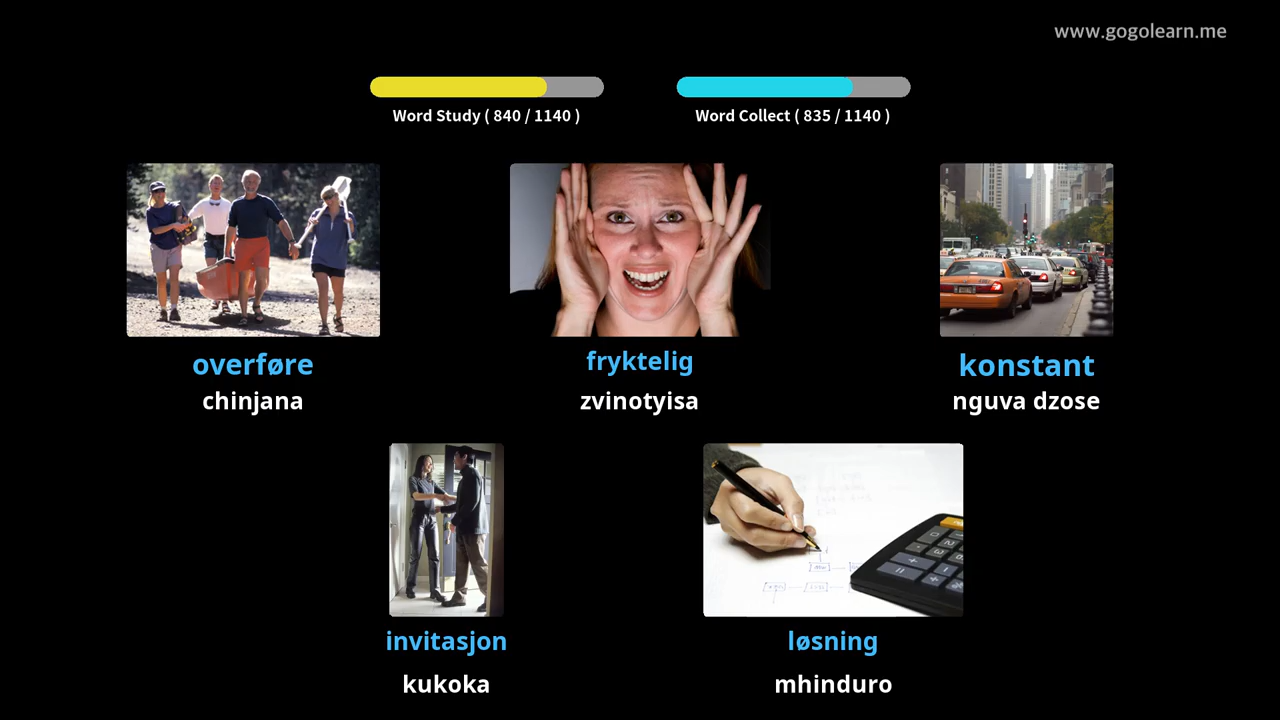 www.gogolearn.me
Word Study ( 840 / 1140 )
Word Collect ( 835 / 1140 )
overføre
chinjana
fryktelig
zvinotyisa
konstant
nguva dzose
invitasjon
kukoka
løsning
mhinduro